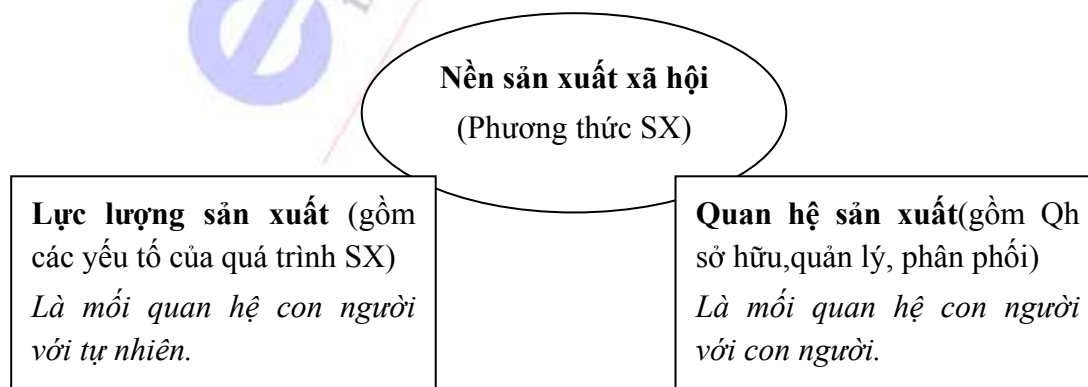 Nền sản xuất xã hội
(Phương thức SX)
Lực lượng sản xuất (gồm
các yếu tố của quá trình SX)
Là mối quan hệ con người
với tự nhiên.
Quan hệ sản xuất(gồm Qh
sở hữu,quản lý, phân phối)
Là mối quan hệ con người
với con người.